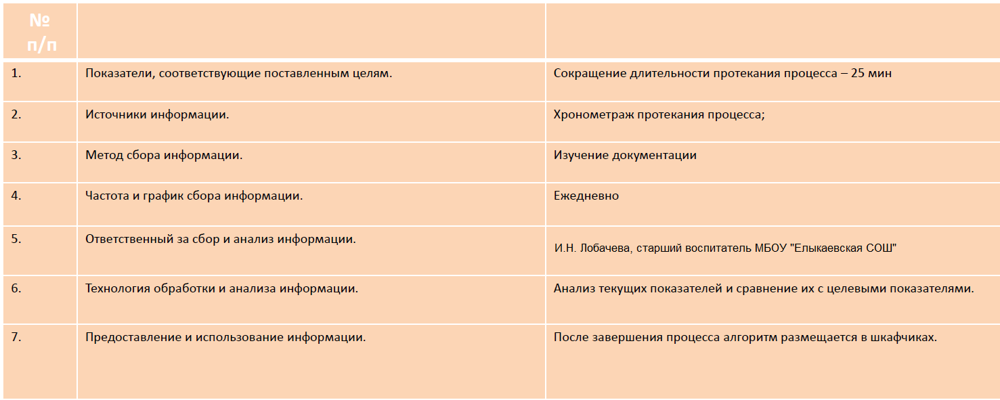 №
п/п
1. Показатели, соответствующие поставленным целям. Сокращение длительности протекания процесса – 25 мин
2. Источники информации. Хронометраж протекания процесса;
3. Метод сбора информации. Изучение документации
4. Частота и график сбора информации. Ежедневно
5. Ответственный за сбор и анализ информации. И.Н. Лобачева, старший воспитатель МБОУ "Елыкаевская СОШ"
6. Технология обработки и анализа информации. Анализ текущих показателей и сравнение их с целевыми показателями.
7. Предоставление и использование информации. После завершения процесса алгоритм размещается в шкафчиках.